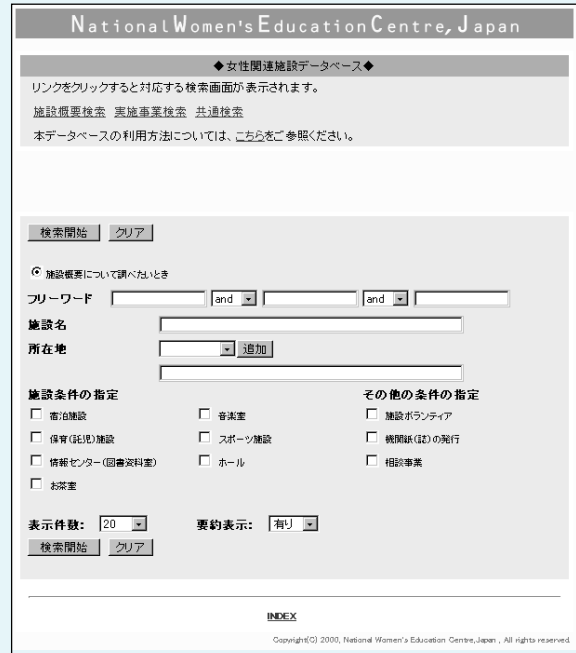 National Women's Education Centre, Japan
◆女性関連施設データベース◆
リンクをクリックすると対応する検索画面が表示されます。
施設概要検索 実施事業検索 共通検索
本データベースの利用方法については、こちらをご参照ください。
検索開始 クリア
施設概要について調べたいとき
フリーワード and and
施設名
所在地 追加
施設条件の指定 その他の条件の指定
宿泊施設 音楽室 施設ボランティア
保育(託児)施設 スポーツ施設 機関紙(誌)の発行
情報センター(図書資料室) ホール 相談事業
お茶室
表示件数: 20 要約表示: 有り
検索開始 クリア
INDEX
Copyright(C) 2000, National Women's Education Centre,Japan , All rights reserved.